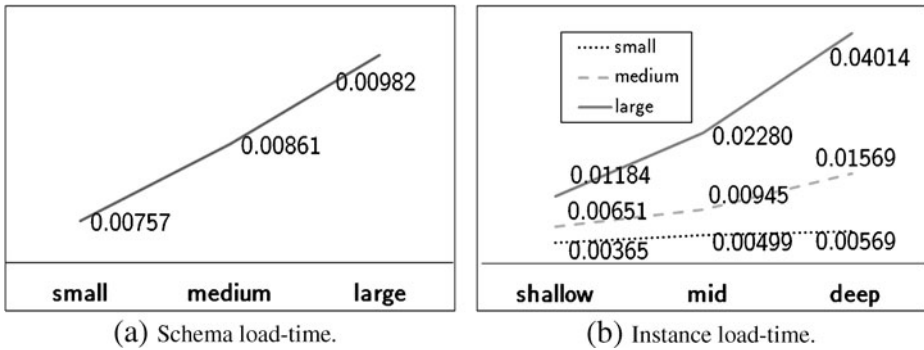 0.00982
0.00861
0.00757
small medium large
(a) Schema load-time.
small
medium
large
0.04014
0.02280
0.01184
0.01569
0.00945
0.00651
0.00365
0.00499
0.00569
shallow mid deep
(b) Instance load-time.